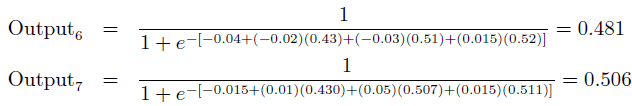 Output₆ = 1 / (1 + e^{−[−0.04+(−0.02)(0.43)+(−0.03)(0.51)+(0.015)(0.52)]}) = 0.481
Output₇ = 1 / (1 + e^{−[−0.015+(0.01)(0.430)+(0.05)(0.507)+(0.015)(0.511)]}) = 0.506